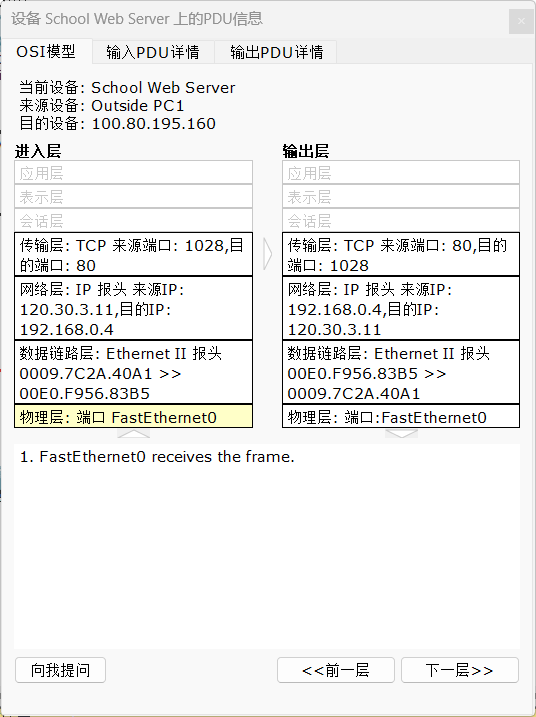 设备 School Web Server 上的PDU信息
×
OSI模型
输入PDU详情
输出PDU详情
当前设备: School Web Server
来源设备: Outside PC1
目的设备: 100.80.195.160
进入层
应用层
表示层
会话层
传输层: TCP 来源端口: 1028,目
的端口: 80
网络层: IP 报头 来源IP:
120.30.3.11,目的IP:
192.168.0.4
数据链路层: Ethernet II 报头
0009.7C2A.40A1 >>
00E0.F956.83B5
物理层: 端口 FastEthernet0
输出层
应用层
表示层
会话层
传输层: TCP 来源端口: 80,目的
端口: 1028
网络层: IP 报头 来源IP:
192.168.0.4,目的IP:
120.30.3.11
数据链路层: Ethernet II 报头
00E0.F956.83B5 >>
0009.7C2A.40A1
物理层: 端口:FastEthernet0
1. FastEthernet0 receives the frame.
向我提问
<<前一层
下一层>>